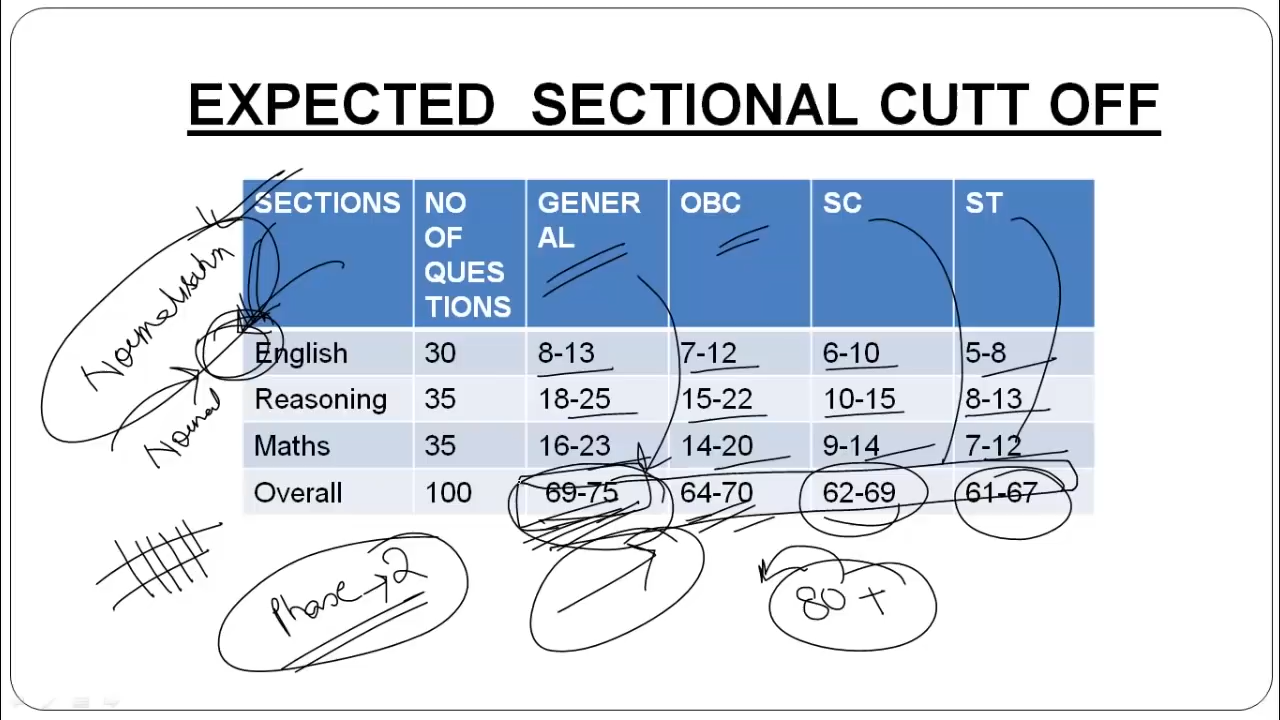 EXPECTED SECTIONAL CUTT OFF
SECTIONS NO OF QUES TIONS GENER AL OBC SC ST
English 30 8-13 7-12 6-10 5-8
Reasoning 35 18-25 15-22 10-15 8-13
Maths 35 16-23 14-20 9-14 7-12
Overall 100 69-75 64-70 62-69 61-67
Normalisation
Normal
Phase → 2
80 +